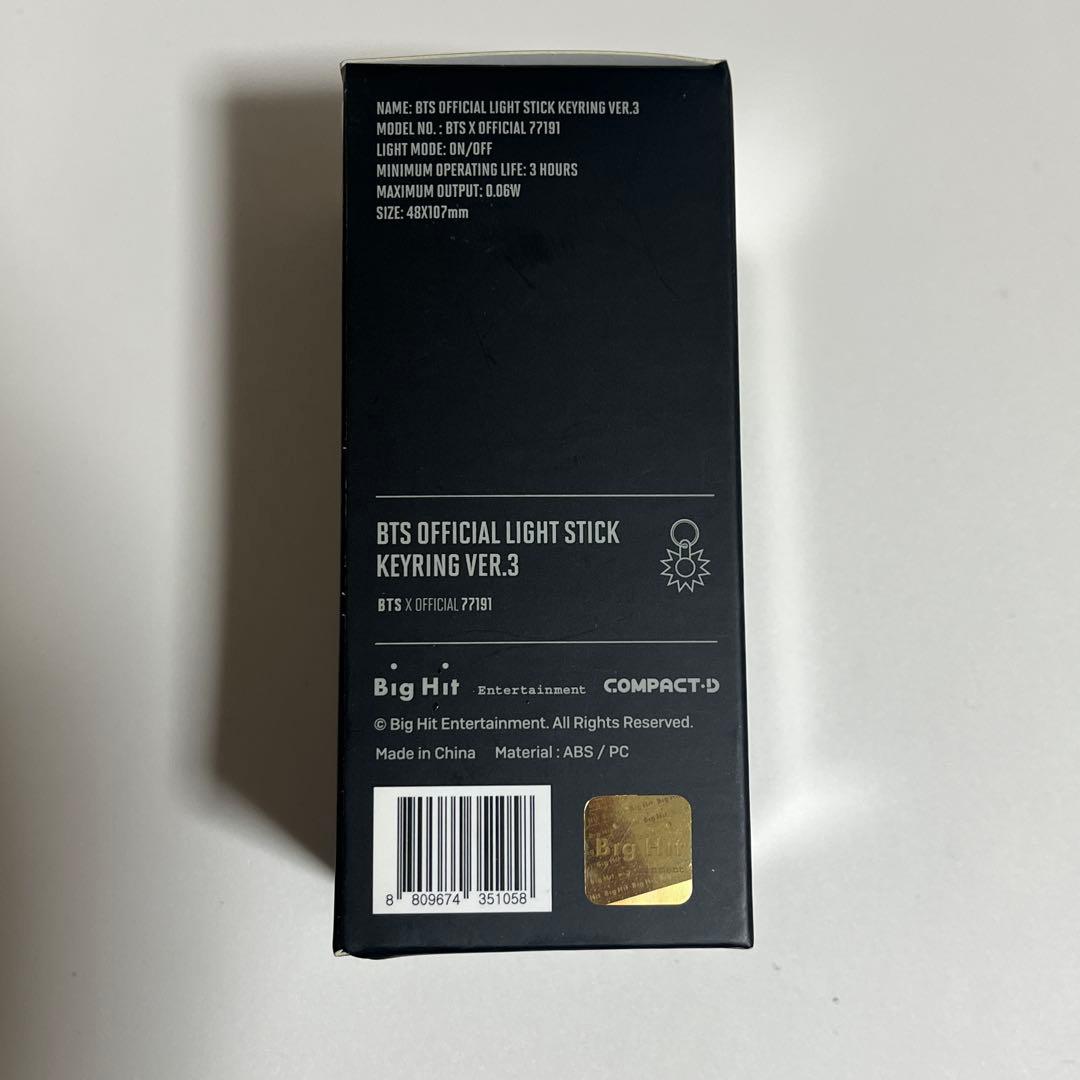 NAME: BTS OFFICIAL LIGHT STICK KEYRING VER.3
MODEL NO. : BTS X OFFICIAL 77191
LIGHT MODE: ON/OFF
MINIMUM OPERATING LIFE: 3 HOURS
MAXIMUM OUTPUT: 0.06W
SIZE: 48X107mm
BTS OFFICIAL LIGHT STICK
KEYRING VER.3
BTS X OFFICIAL 77191
Big Hit Entertainment COMPACT·D
© Big Hit Entertainment. All Rights Reserved.
Made in China Material : ABS / PC
8 809674 351058
Big Hit